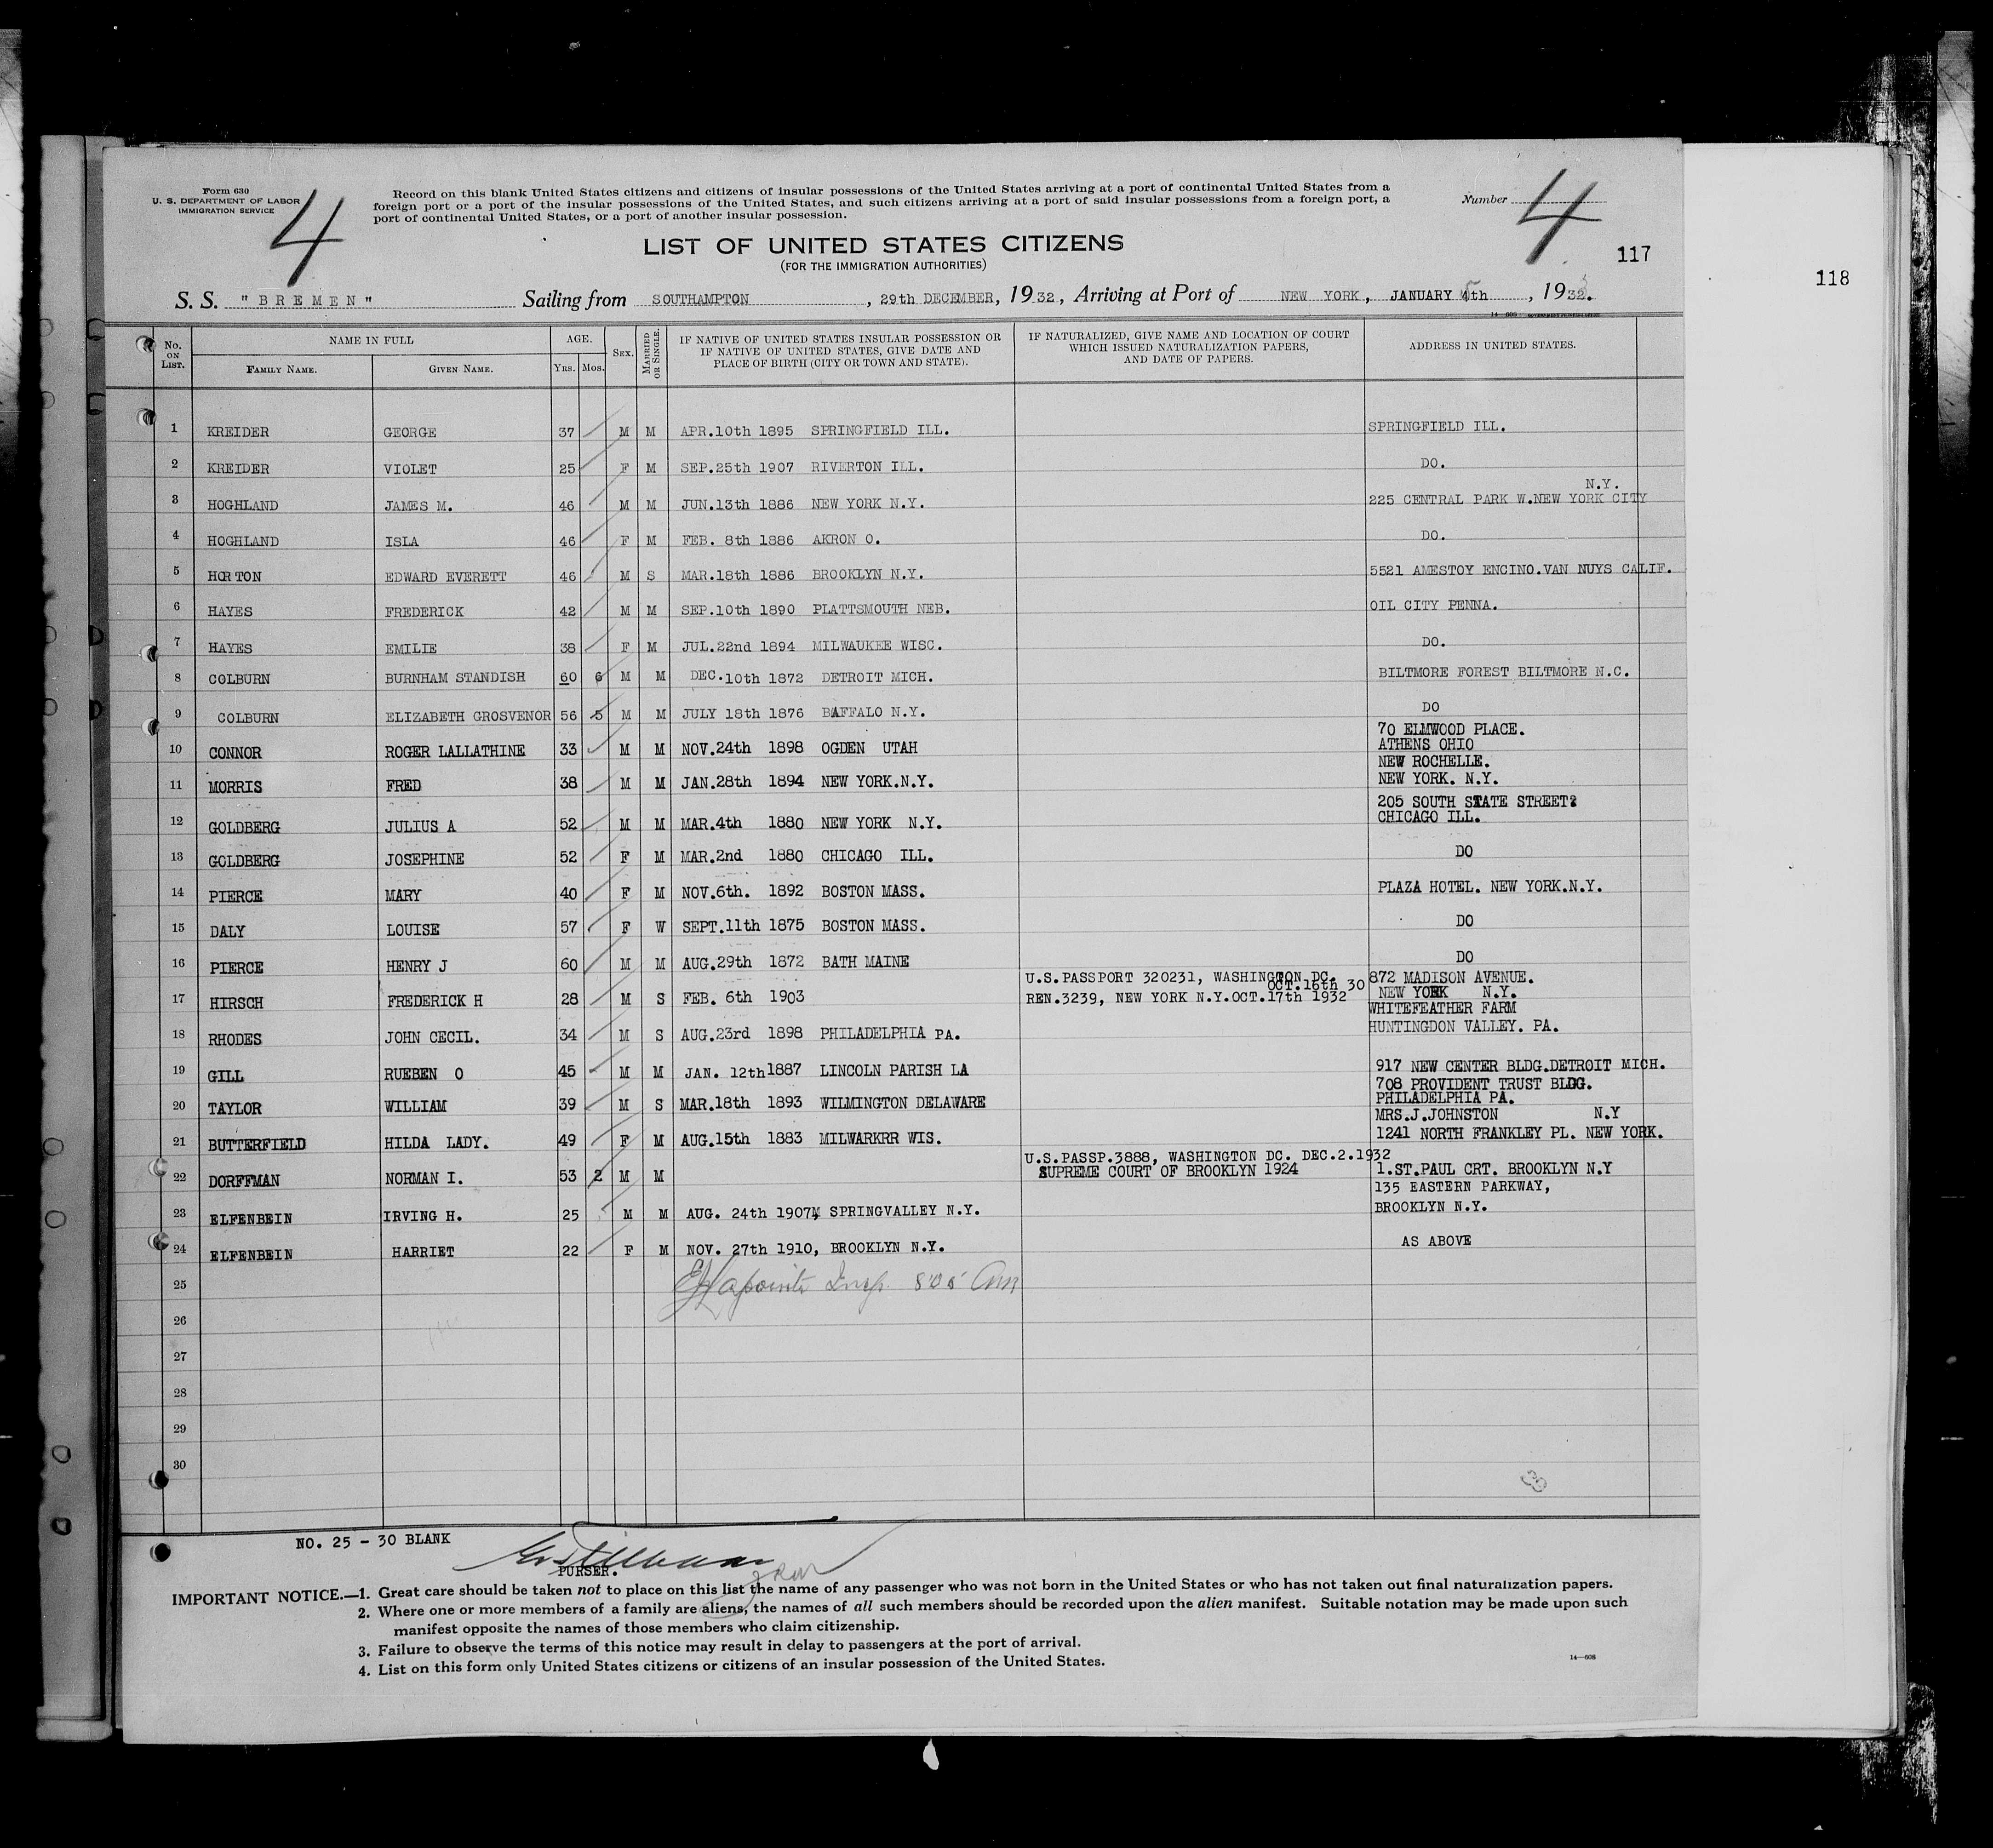 Form 630
U. S. DEPARTMENT OF LABOR
IMMIGRATION SERVICE
4
Record on this blank United States citizens and citizens of insular possessions of the United States arriving at a port of continental United States from a
foreign port or a port of the insular possessions of the United States, and such citizens arriving at a port of said insular possessions from a foreign port, a
port of continental United States, or a port of another insular possession.
Number 4
LIST OF UNITED STATES CITIZENS
(FOR THE IMMIGRATION AUTHORITIES)
117
118
S. S. "BREMEN" Sailing from SOUTHAMPTON, 29th DECEMBER, 1932, Arriving at Port of NEW YORK, JANUARY 5th, 1933.
No. ON LIST. NAME IN FULL AGE. SEX. MARRIED OR SINGLE. IF NATIVE OF UNITED STATES INSULAR POSSESSION OR IF NATIVE OF UNITED STATES, GIVE DATE AND PLACE OF BIRTH (CITY OR TOWN AND STATE). IF NATURALIZED, GIVE NAME AND LOCATION OF COURT WHICH ISSUED NATURALIZATION PAPERS, AND DATE OF PAPERS. ADDRESS IN UNITED STATES.
FAMILY NAME. GIVEN NAME. YRS. MOS.
1 KREIDER GEORGE 37 M M APR.10th 1895 SPRINGFIELD ILL. SPRINGFIELD ILL.
2 KREIDER VIOLET 25 F M SEP.25th 1907 RIVERTON ILL. DO.
N.Y.
3 HOGHLAND JAMES M. 46 M M JUN.13th 1886 NEW YORK N.Y. 225 CENTRAL PARK W.NEW YORK CITY
4 HOGHLAND ISLA 46 F M FEB. 8th 1886 AKRON O. DO.
5 HORTON EDWARD EVERETT 46 M S MAR.18th 1886 BROOKLYN N.Y. 5521 AMESTOY ENCINO.VAN NUYS CALIF.
6 HAYES FREDERICK 42 M M SEP.10th 1890 PLATTSMOUTH NEB. OIL CITY PENNA.
7 HAYES EMILIE 38 F M JUL.22nd 1894 MILWAUKEE WISC. DO.
8 COLBURN BURNHAM STANDISH 60 6 M M DEC.10th 1872 DETROIT MICH. BILTMORE FOREST BILTMORE N.C.
9 COLBURN ELIZABETH GROSVENOR 56 5 M M JULY 18th 1876 BAFFALO N.Y. DO
70 ELMWOOD PLACE.
10 CONNOR ROGER LALLATHINE 33 M M NOV.24th 1898 OGDEN UTAH ATHENS OHIO
NEW ROCHELLE.
11 MORRIS FRED 38 M M JAN.28th 1894 NEW YORK.N.Y. NEW YORK. N.Y.
205 SOUTH STATE STREET?
12 GOLDBERG JULIUS A 52 M M MAR.4th 1880 NEW YORK N.Y. CHICAGO ILL.
13 GOLDBERG JOSEPHINE 52 F M MAR.2nd 1880 CHICAGO ILL. DO
14 PIERCE MARY 40 F M NOV.6th. 1892 BOSTON MASS. PLAZA HOTEL. NEW YORK.N.Y.
15 DALY LOUISE 57 F W SEPT.11th 1875 BOSTON MASS. DO
16 PIERCE HENRY J 60 M M AUG.29th 1872 BATH MAINE DO
U.S.PASSPORT 320231, WASHINGTON DC. OCT.16th 30 872 MADISON AVENUE.
17 HIRSCH FREDERICK H 28 M S FEB. 6th 1903 REN.3239, NEW YORK N.Y.OCT.17th 1932 NEW YORK N.Y.
WHITEFEATHER FARM
18 RHODES JOHN CECIL. 34 M S AUG.23rd 1898 PHILADELPHIA PA. HUNTINGDON VALLEY. PA.
19 GILL RUEBEN O 45 M M JAN. 12th 1887 LINCOLN PARISH LA 917 NEW CENTER BLDG.DETROIT MICH.
708 PROVIDENT TRUST BLDG.
20 TAYLOR WILLIAM 39 M S MAR.18th 1893 WILMINGTON DELAWARE PHILADELPHIA PA.
MRS.J.JOHNSTON N.Y
21 BUTTERFIELD HILDA LADY. 49 F M AUG.15th 1883 MILWARKRR WIS. 1241 NORTH FRANKLEY PL. NEW YORK.
U.S.PASSP.3888, WASHINGTON DC. DEC.2.1932
22 DORFFMAN NORMAN I. 53 2 M M SUPREME COURT OF BROOKLYN 1924 1.ST.PAUL CRT. BROOKLYN N.Y
135 EASTERN PARKWAY,
23 ELFENBEIN IRVING H. 25 M M AUG. 24th 1907, SPRINGVALLEY N.Y. BROOKLYN N.Y.
24 ELFENBEIN HARRIET 22 F M NOV. 27th 1910, BROOKLYN N.Y. AS ABOVE
25 Lapointe Insp. 8 05 Am
26
27
28
29
30
NO. 25 - 30 BLANK
PURSER.
IMPORTANT NOTICE.—1. Great care should be taken not to place on this list the name of any passenger who was not born in the United States or who has not taken out final naturalization papers.
2. Where one or more members of a family are aliens, the names of all such members should be recorded upon the alien manifest. Suitable notation may be made upon such
manifest opposite the names of those members who claim citizenship.
3. Failure to observe the terms of this notice may result in delay to passengers at the port of arrival.
4. List on this form only United States citizens or citizens of an insular possession of the United States.
14—608